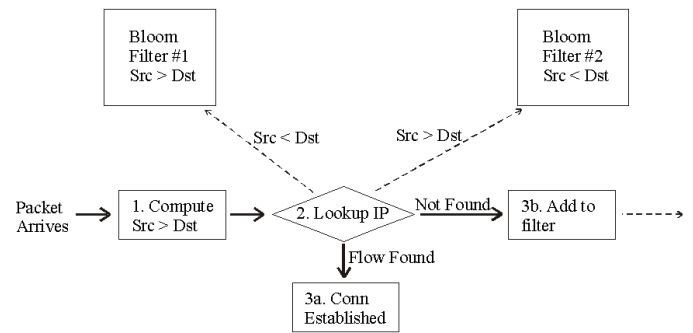 Bloom
Filter #1
Src > Dst
Bloom
Filter #2
Src < Dst
Src < Dst
Src > Dst
Packet
Arrives
1. Compute
Src > Dst
2. Lookup IP
Not Found
3b. Add to
filter
Flow Found
3a. Conn
Established